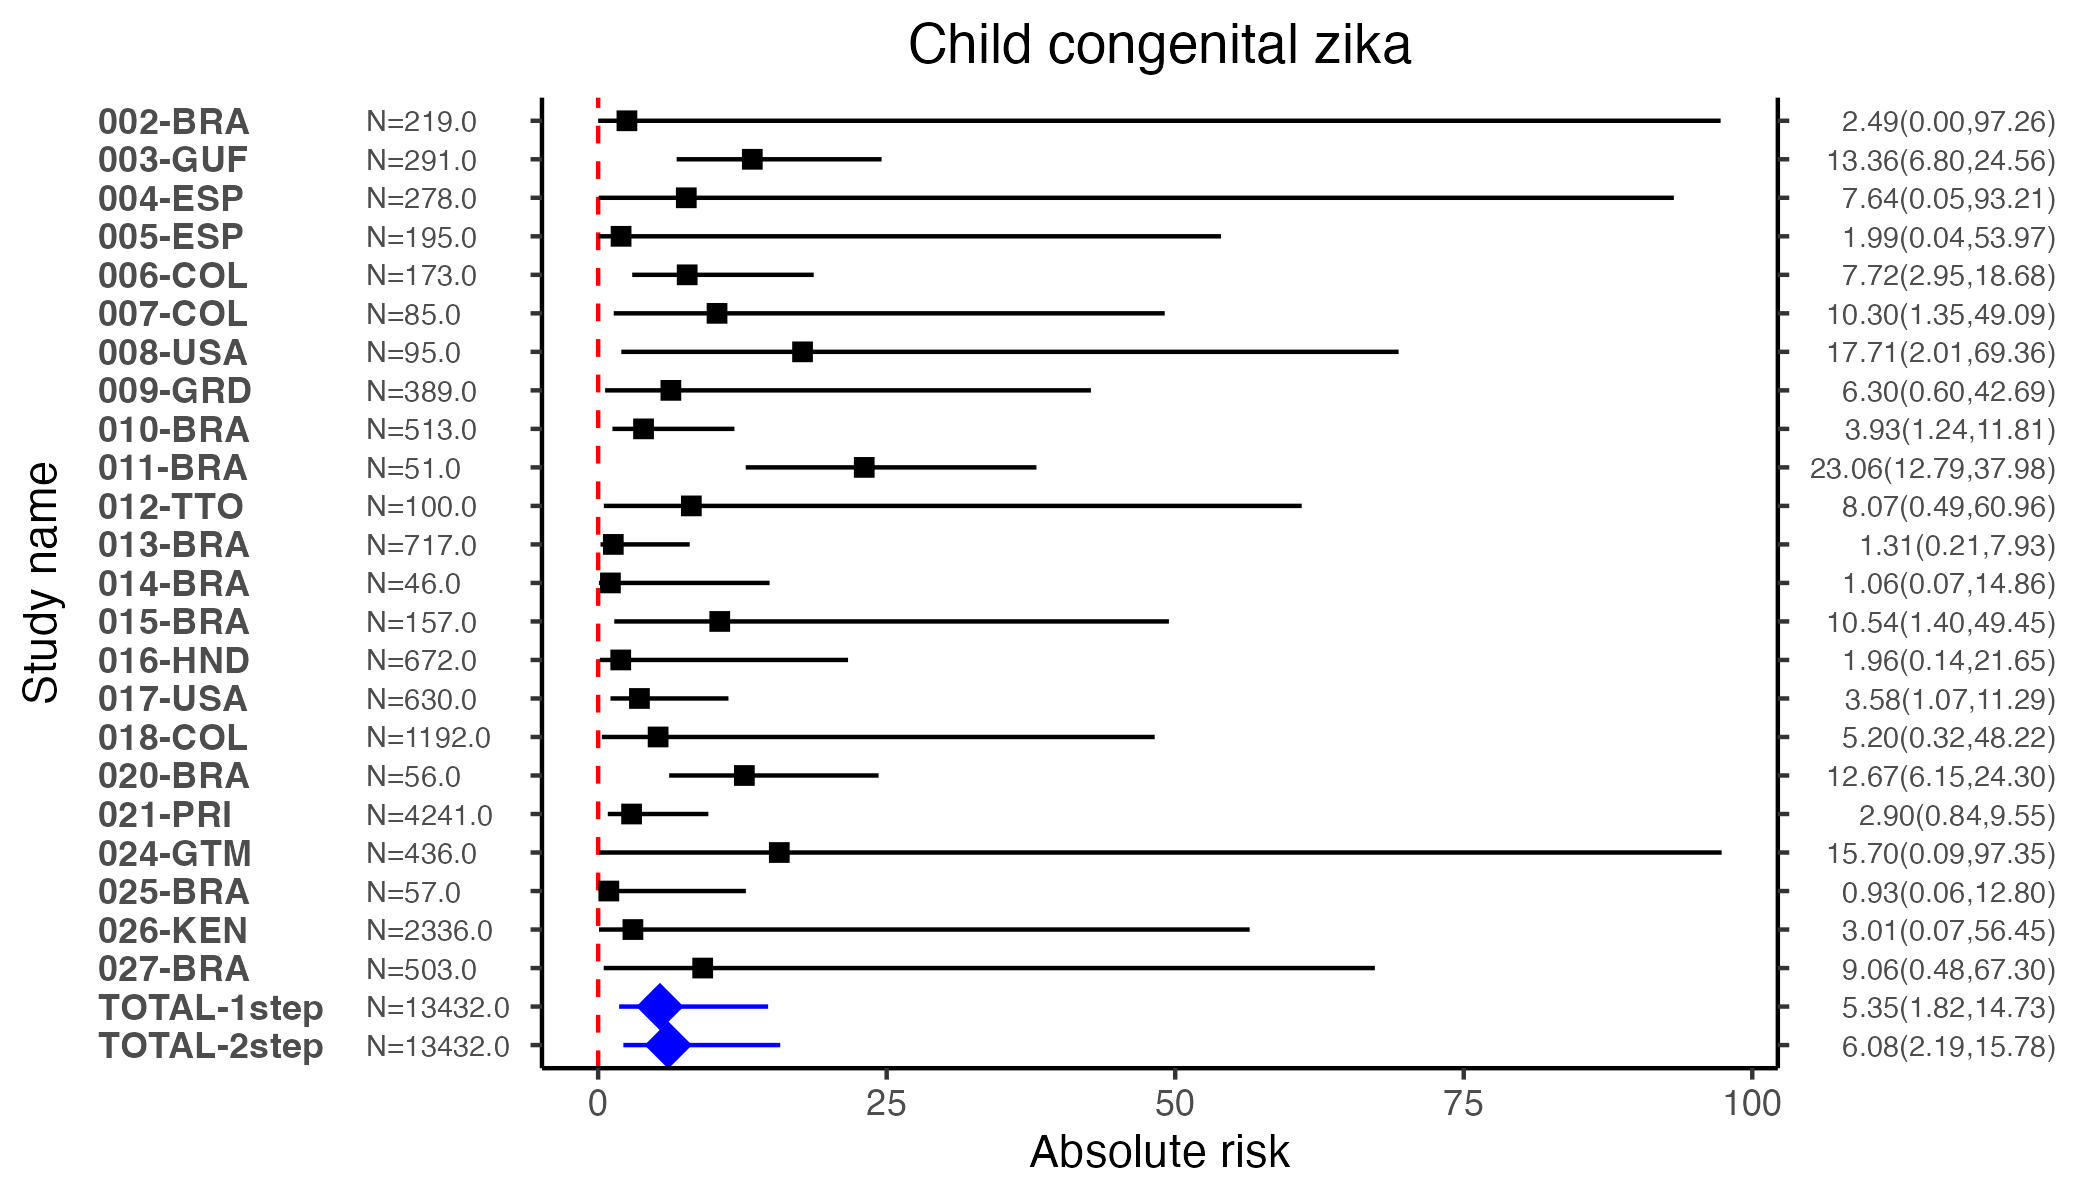 Child congenital zika
Study name
002-BRA N=219.0 2.49(0.00,97.26)
003-GUF N=291.0 13.36(6.80,24.56)
004-ESP N=278.0 7.64(0.05,93.21)
005-ESP N=195.0 1.99(0.04,53.97)
006-COL N=173.0 7.72(2.95,18.68)
007-COL N=85.0 10.30(1.35,49.09)
008-USA N=95.0 17.71(2.01,69.36)
009-GRD N=389.0 6.30(0.60,42.69)
010-BRA N=513.0 3.93(1.24,11.81)
011-BRA N=51.0 23.06(12.79,37.98)
012-TTO N=100.0 8.07(0.49,60.96)
013-BRA N=717.0 1.31(0.21,7.93)
014-BRA N=46.0 1.06(0.07,14.86)
015-BRA N=157.0 10.54(1.40,49.45)
016-HND N=672.0 1.96(0.14,21.65)
017-USA N=630.0 3.58(1.07,11.29)
018-COL N=1192.0 5.20(0.32,48.22)
020-BRA N=56.0 12.67(6.15,24.30)
021-PRI N=4241.0 2.90(0.84,9.55)
024-GTM N=436.0 15.70(0.09,97.35)
025-BRA N=57.0 0.93(0.06,12.80)
026-KEN N=2336.0 3.01(0.07,56.45)
027-BRA N=503.0 9.06(0.48,67.30)
TOTAL-1step N=13432.0 5.35(1.82,14.73)
TOTAL-2step N=13432.0 6.08(2.19,15.78)
0 25 50 75 100
Absolute risk